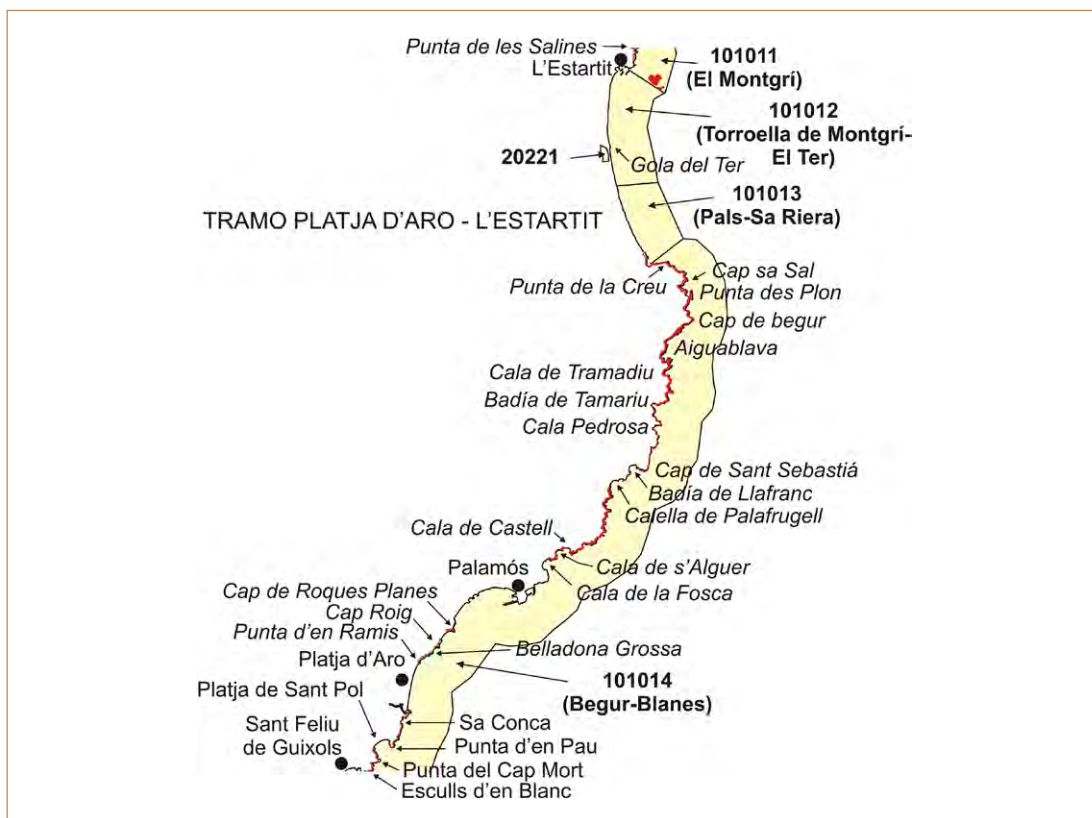 Punta de les Salines
L'Estartit
101011
(El Montgrí)
101012
(Torroella de Montgrí-
El Ter)
20221
Gola del Ter
101013
(Pals-Sa Riera)
TRAMO PLATJA D'ARO - L'ESTARTIT
Cap sa Sal
Punta de la Creu
Punta des Plon
Cap de begur
Aiguablava
Cala de Tramadiu
Badía de Tamariu
Cala Pedrosa
Cap de Sant Sebastiá
Badía de Llafranc
Calella de Palafrugell
Cala de Castell
Palamós
Cala de s'Alguer
Cala de la Fosca
Cap de Roques Planes
Cap Roig
Punta d'en Ramis
Belladona Grossa
Platja d'Aro
101014
(Begur-Blanes)
Platja de Sant Pol
Sa Conca
Sant Feliu
de Guixols
Punta d'en Pau
Punta del Cap Mort
Esculls d'en Blanc